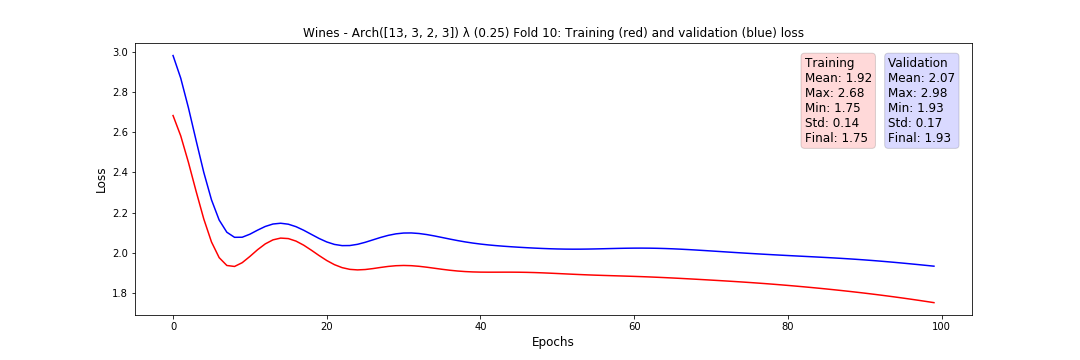 Wines - Arch([13, 3, 2, 3]) λ (0.25) Fold 10: Training (red) and validation (blue) loss
Training
Mean: 1.92
Max: 2.68
Min: 1.75
Std: 0.14
Final: 1.75
Validation
Mean: 2.07
Max: 2.98
Min: 1.93
Std: 0.17
Final: 1.93
Loss
3.0
2.8
2.6
2.4
2.2
2.0
1.8
0
20
40
60
80
100
Epochs